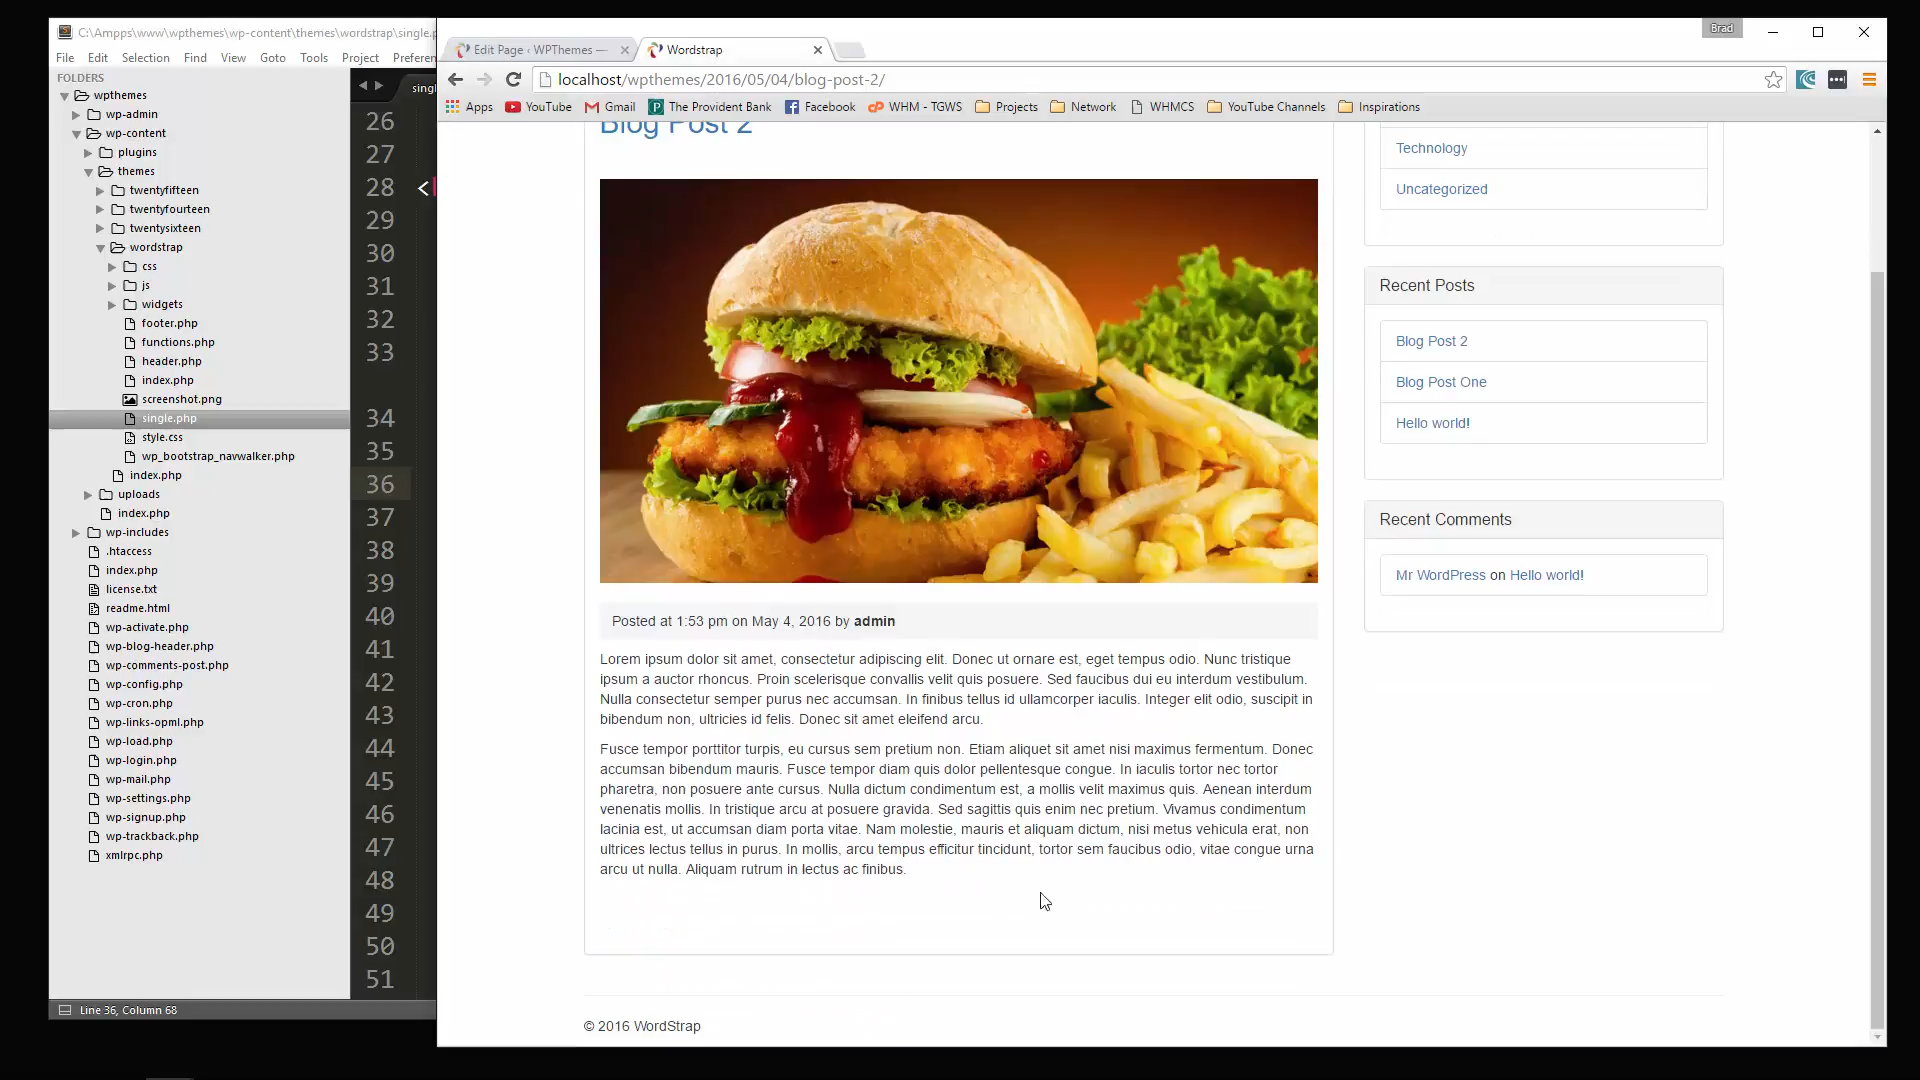 C:\Ampps\www\wpthemes\wp-content\themes\wordstrap\single.p
File Edit Selection Find View Goto Tools Project Preferen
FOLDERS
wpthemes
wp-admin
wp-content
plugins
themes
twentyfifteen
twentyfourteen
twentysixteen
wordstrap
css
js
widgets
footer.php
functions.php
header.php
index.php
screenshot.png
single.php
style.css
wp_bootstrap_navwalker.php
index.php
uploads
index.php
wp-includes
.htaccess
index.php
license.txt
readme.html
wp-activate.php
wp-blog-header.php
wp-comments-post.php
wp-config.php
wp-cron.php
wp-links-opml.php
wp-load.php
wp-login.php
wp-mail.php
wp-settings.php
wp-signup.php
wp-trackback.php
xmlrpc.php
Line 36, Column 68
singl
26
27
28 <
29
30
31
32
33
34
35
36
37
38
39
40
41
42
43
44
45
46
47
48
49
50
51
Brad
Edit Page ‹ WPThemes —
Wordstrap
localhost/wpthemes/2016/05/04/blog-post-2/
Apps YouTube Gmail The Provident Bank Facebook WHM - TGWS Projects Network WHMCS YouTube Channels Inspirations
Blog Post 2
Posted at 1:53 pm on May 4, 2016 by admin
Lorem ipsum dolor sit amet, consectetur adipiscing elit. Donec ut ornare est, eget tempus odio. Nunc tristique
ipsum a auctor rhoncus. Proin scelerisque convallis velit quis posuere. Sed faucibus dui eu interdum vestibulum.
Nulla consectetur semper purus nec accumsan. In finibus tellus id ullamcorper iaculis. Integer elit odio, suscipit in
bibendum non, ultricies id felis. Donec sit amet eleifend arcu.
Fusce tempor porttitor turpis, eu cursus sem pretium non. Etiam aliquet sit amet nisi maximus fermentum. Donec
accumsan bibendum mauris. Fusce tempor diam quis dolor pellentesque congue. In iaculis tortor nec tortor
pharetra, non posuere ante cursus. Nulla dictum condimentum est, a mollis velit maximus quis. Aenean interdum
venenatis mollis. In tristique arcu at posuere gravida. Sed sagittis quis enim nec pretium. Vivamus condimentum
lacinia est, ut accumsan diam porta vitae. Nam molestie, mauris et aliquam dictum, nisi metus vehicula erat, non
ultrices lectus tellus in purus. In mollis, arcu tempus efficitur tincidunt, tortor sem faucibus odio, vitae congue urna
arcu ut nulla. Aliquam rutrum in lectus ac finibus.
Technology
Uncategorized
Recent Posts
Blog Post 2
Blog Post One
Hello world!
Recent Comments
Mr WordPress on Hello world!
© 2016 WordStrap